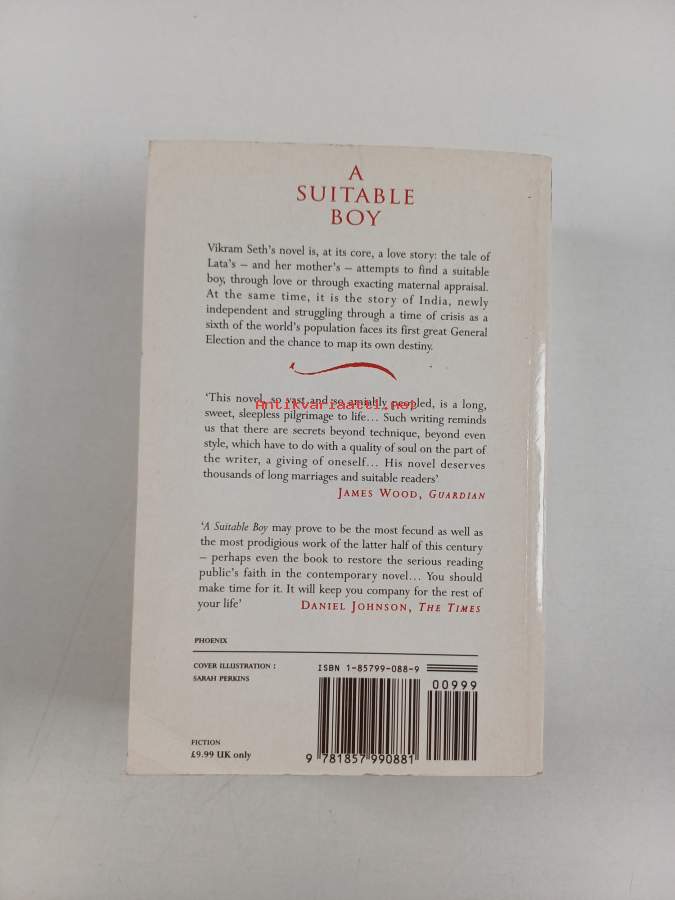 A
SUITABLE
BOY
Vikram Seth's novel is, at its core, a love story: the tale of
Lata's – and her mother's – attempts to find a suitable
boy, through love or through exacting maternal appraisal.
At the same time, it is the story of India, newly
independent and struggling through a time of crisis as a
sixth of the world's population faces its first great General
Election and the chance to map its own destiny.
'This novel, so vast and so amiably peopled, is a long,
Antikvariaatti.net
sweet, sleepless pilgrimage to life… Such writing reminds
us that there are secrets beyond technique, beyond even
style, which have to do with a quality of soul on the part of
the writer, a giving of oneself… His novel deserves
thousands of long marriages and suitable readers'
JAMES WOOD, GUARDIAN
'A Suitable Boy may prove to be the most fecund as well as
the most prodigious work of the latter half of this century
– perhaps even the book to restore the serious reading
public's faith in the contemporary novel… You should
make time for it. It will keep you company for the rest of
your life' DANIEL JOHNSON, THE TIMES
PHOENIX
COVER ILLUSTRATION :
SARAH PERKINS
ISBN 1-85799-088-9
00999
FICTION
£9.99 UK only
9 781857 990881